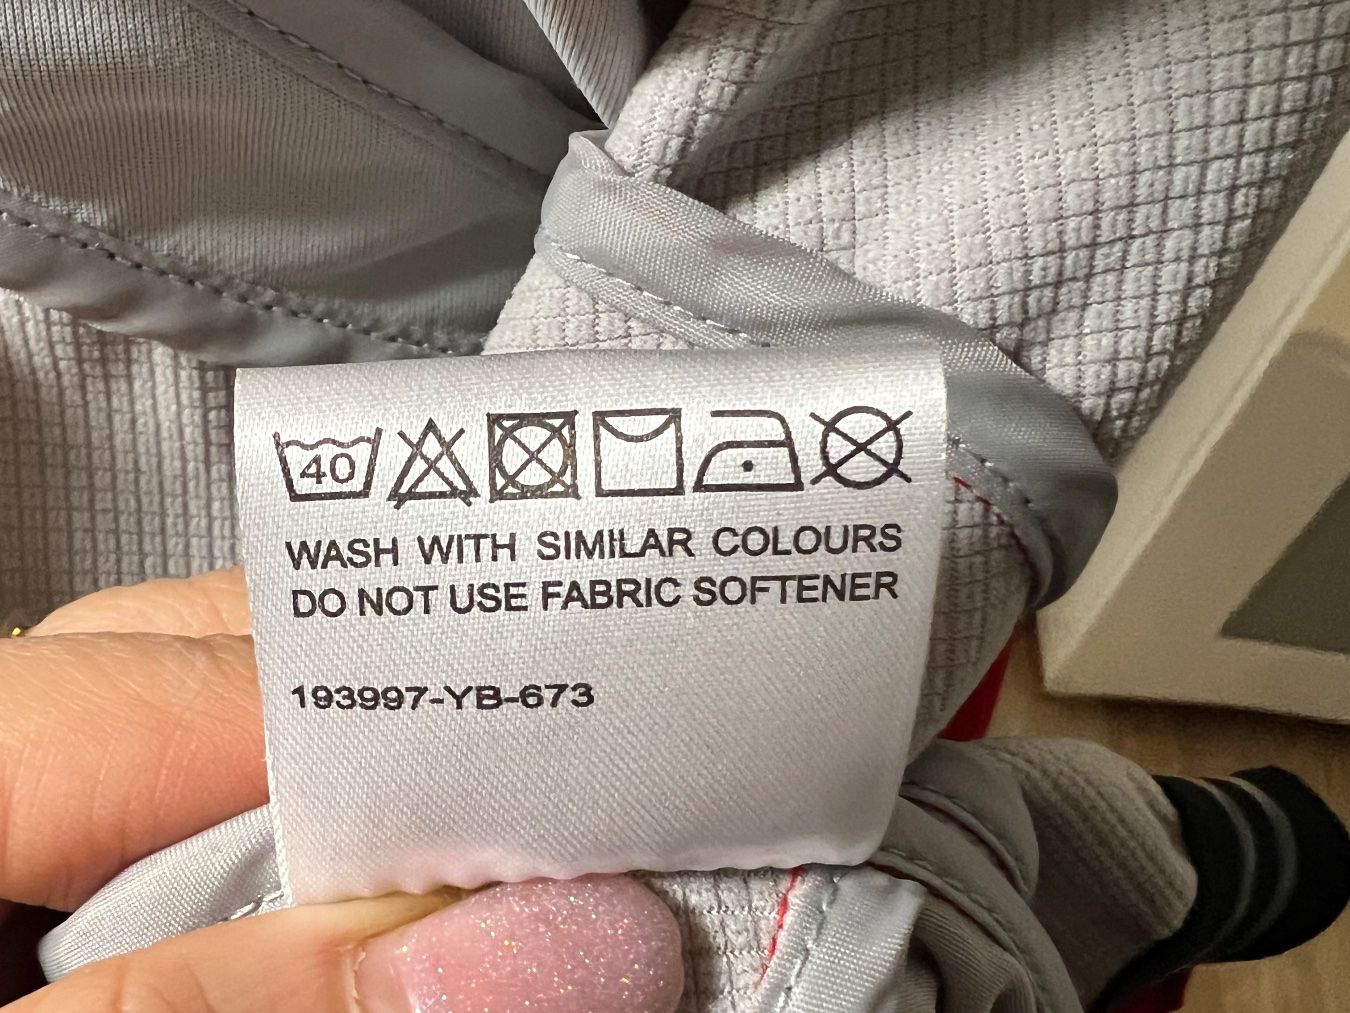 40
WASH WITH SIMILAR COLOURS
DO NOT USE FABRIC SOFTENER
193997-YB-673